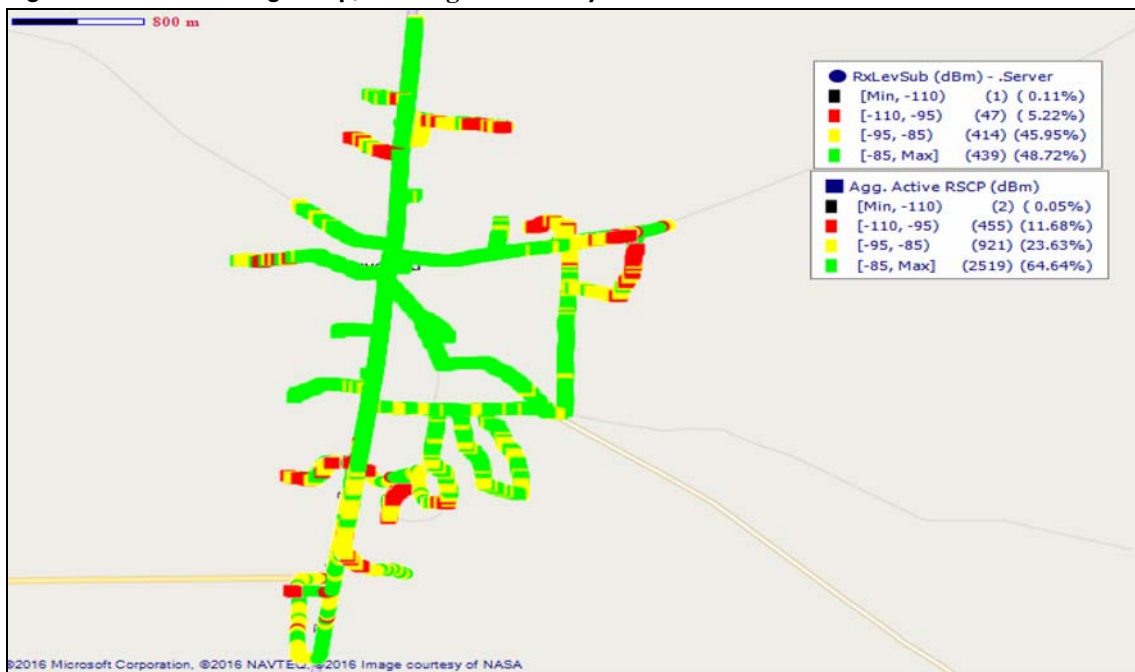 800 m
RxLevSub (dBm) - .Server
[Min, -110) (1) ( 0.11%)
[-110, -95) (47) ( 5.22%)
[-95, -85) (414) (45.95%)
[-85, Max] (439) (48.72%)
Agg. Active RSCP (dBm)
[Min, -110) (2) ( 0.05%)
[-110, -95) (455) (11.68%)
[-95, -85) (921) (23.63%)
[-85, Max] (2519) (64.64%)
©2016 Microsoft Corporation, ©2016 NAVTEQ, ©2016 Image courtesy of NASA